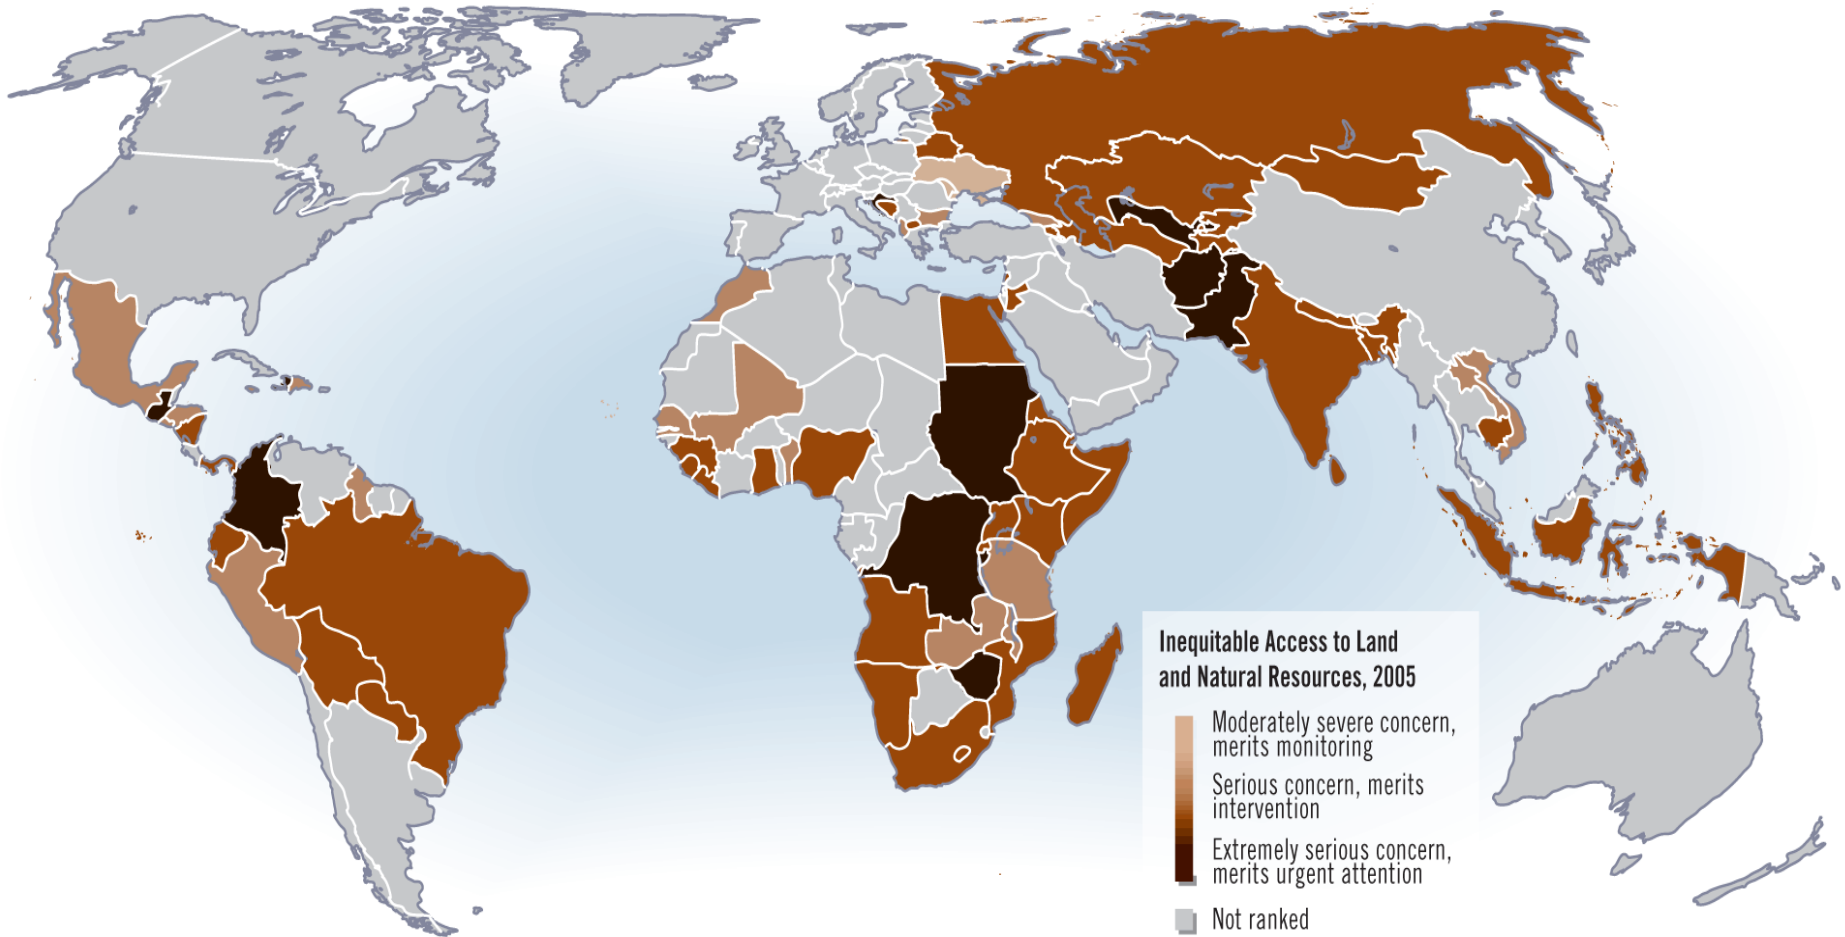 Inequitable Access to Land
and Natural Resources, 2005
Moderately severe concern,
merits monitoring
Serious concern, merits
intervention
Extremely serious concern,
merits urgent attention
Not ranked